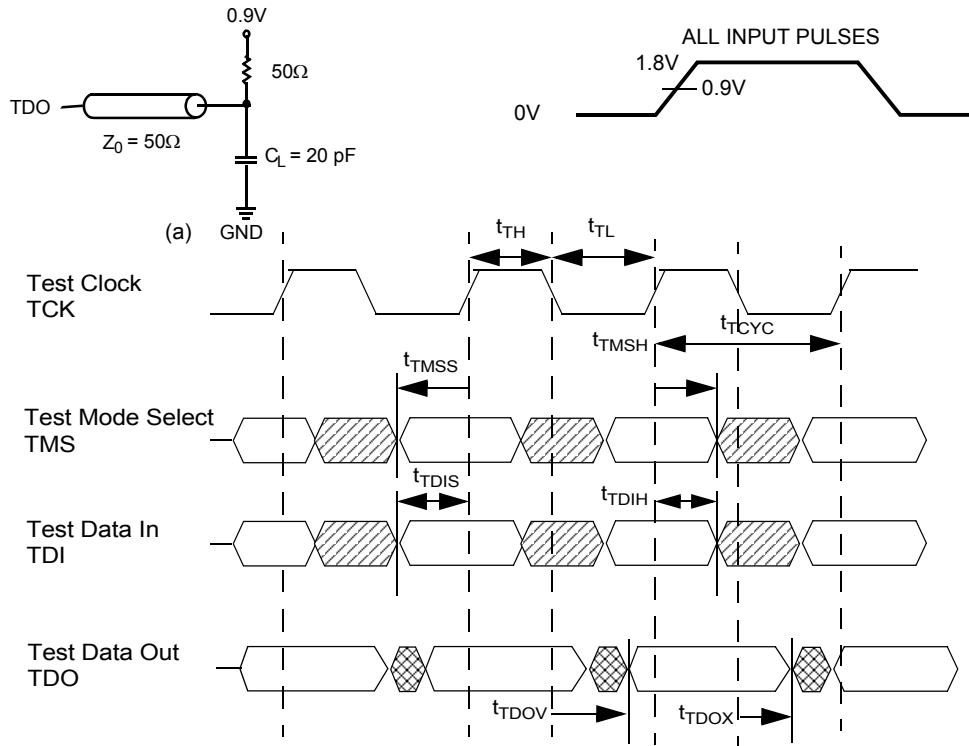 0.9V
ALL INPUT PULSES
50Ω
1.8V
0.9V
TDO
0V
Z0 = 50Ω
CL = 20 pF
(a)
GND
tTH
tTL
Test Clock
TCK
tTCYC
tTMSH
tTMSS
Test Mode Select
TMS
tTDIS
tTDIH
Test Data In
TDI
Test Data Out
TDO
tTDOV
tTDOX